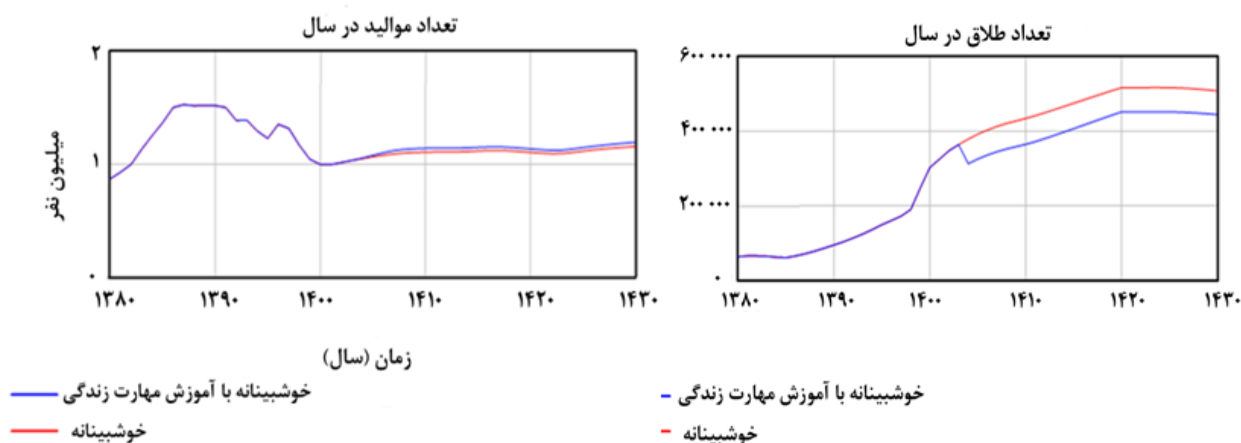 تعداد موالید در سال
۲
۱
۰
میلیون نفر
۱۳۸۰ ۱۳۹۰ ۱۴۰۰ ۱۴۱۰ ۱۴۲۰ ۱۴۳۰
زمان (سال)
خوشبینانه با آموزش مهارت زندگی
خوشبینانه
تعداد طلاق در سال
۶۰۰ ۰۰۰
۴۰۰ ۰۰۰
۲۰۰ ۰۰۰
۰
۱۳۸۰ ۱۳۹۰ ۱۴۰۰ ۱۴۱۰ ۱۴۲۰ ۱۴۳۰
خوشبینانه با آموزش مهارت زندگی
خوشبینانه